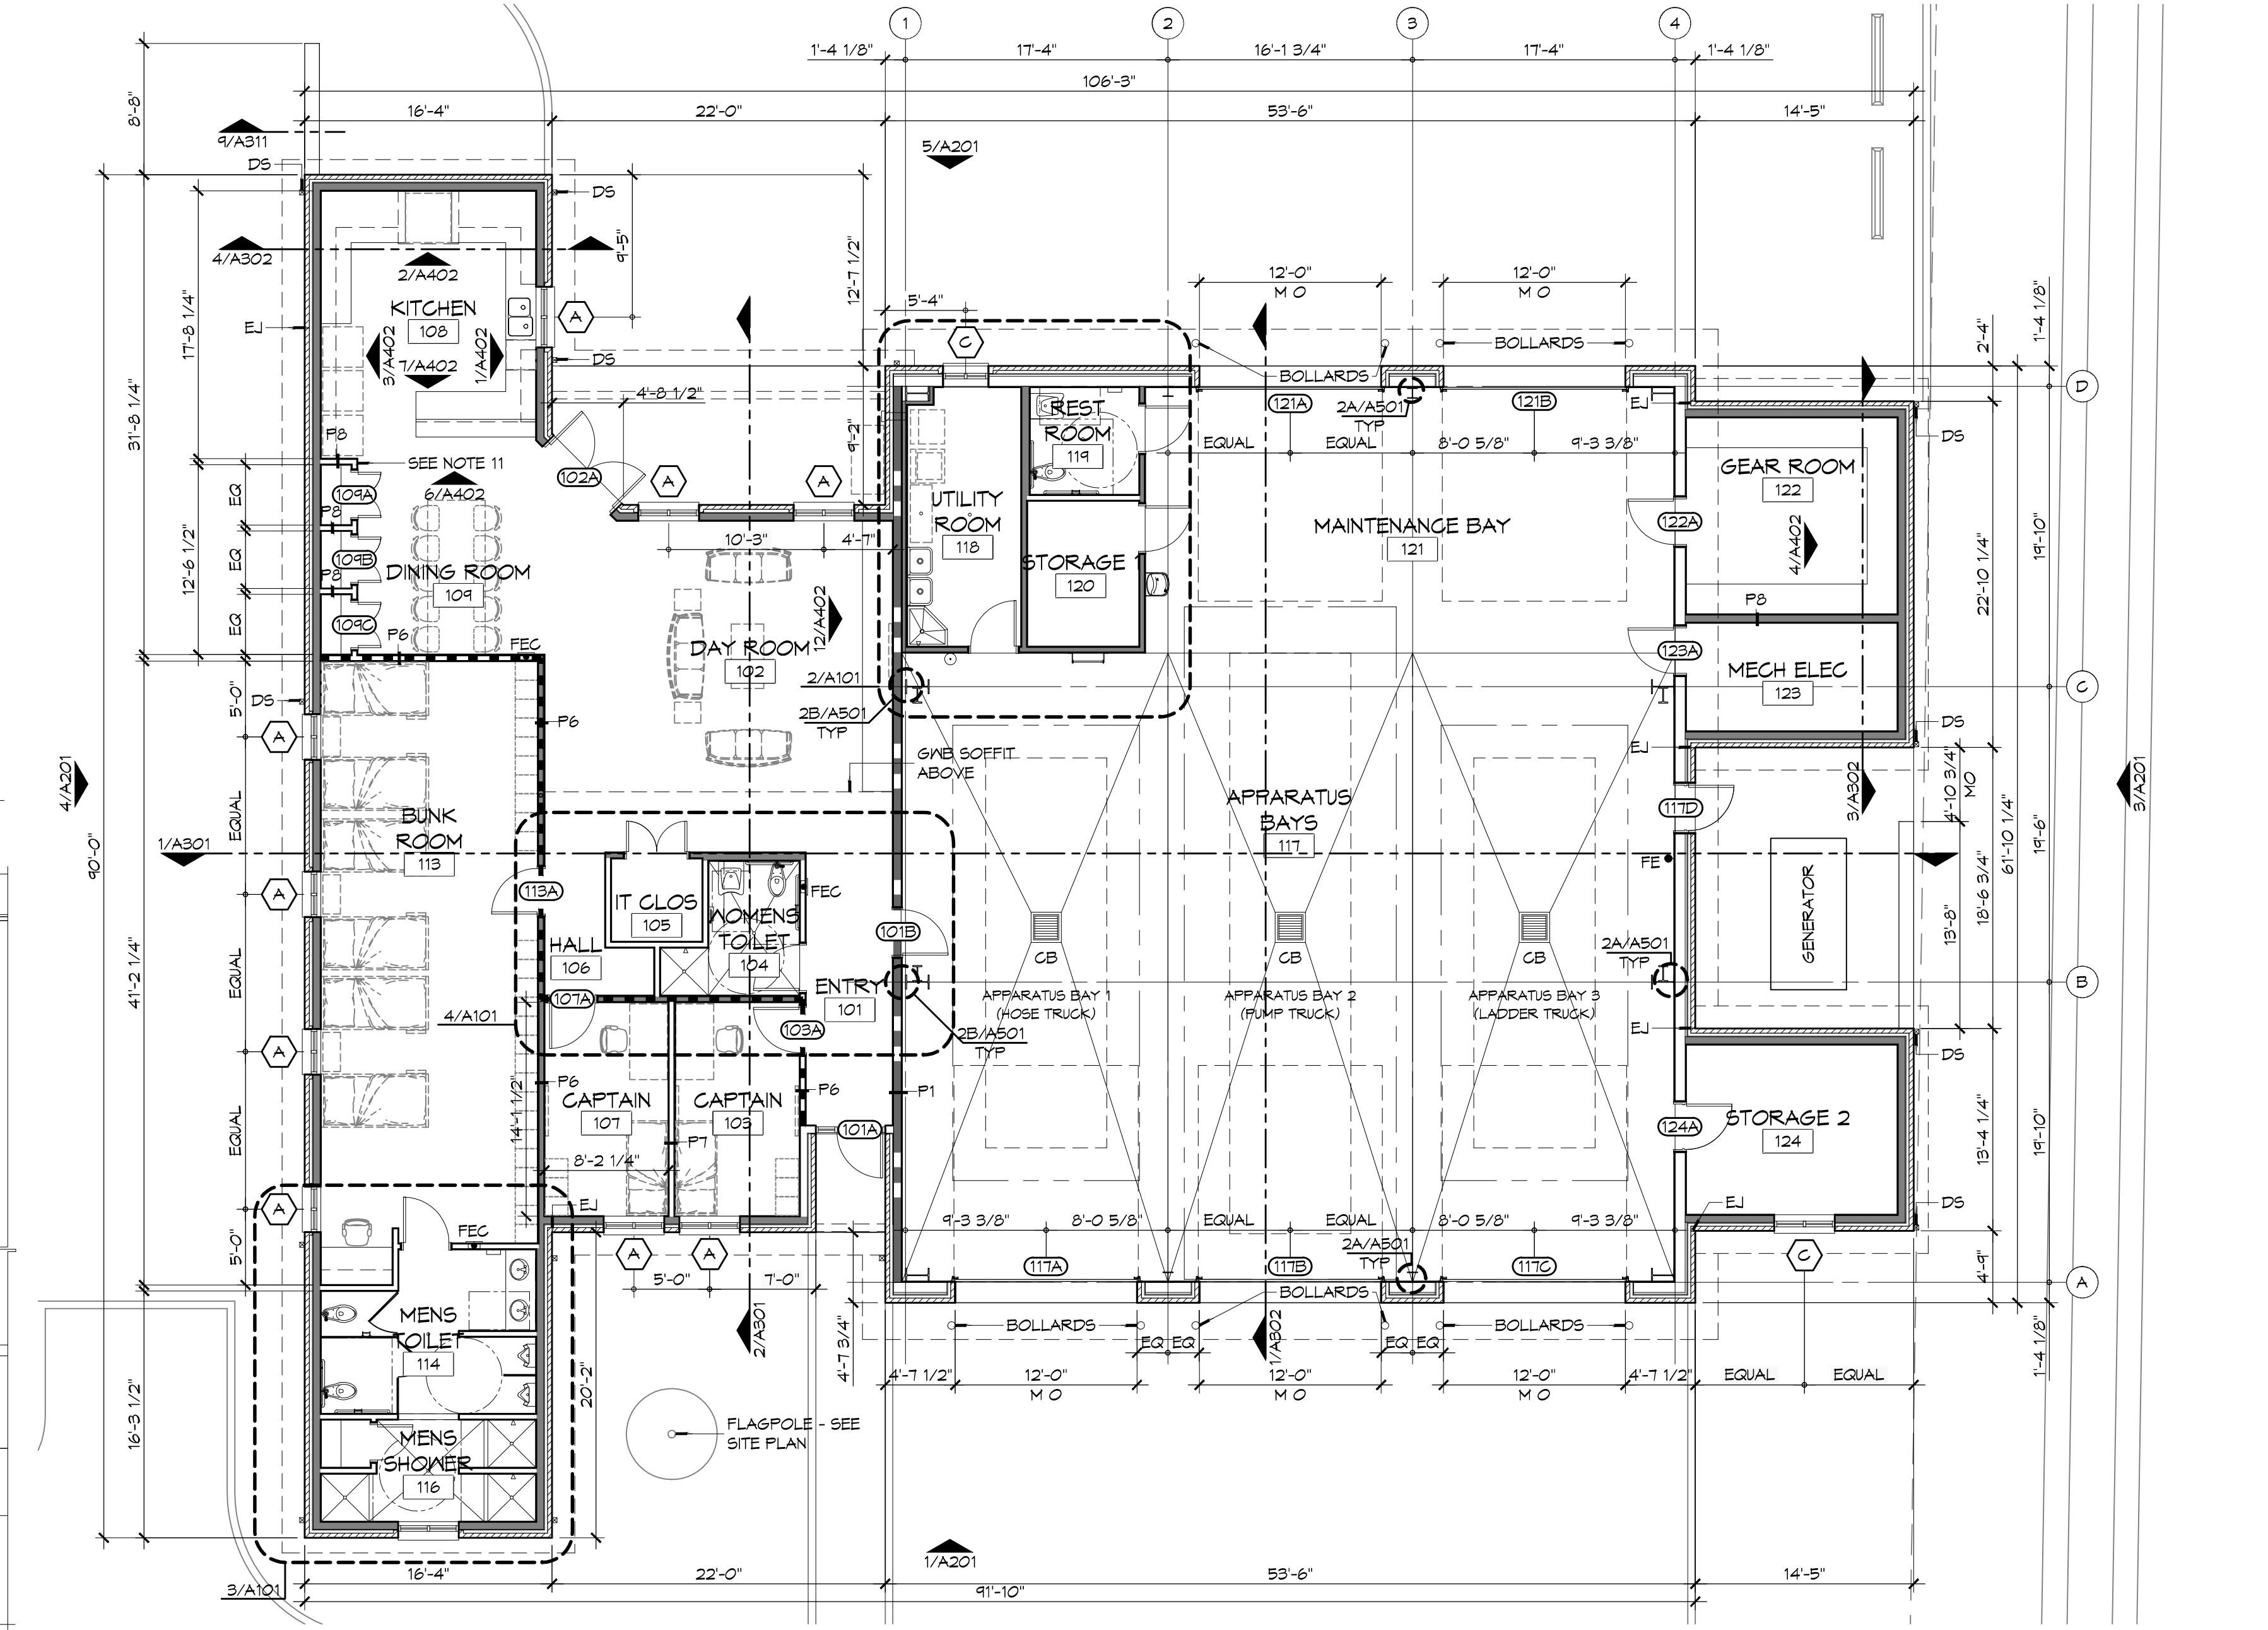 1
2
3
4
1'-4 1/8"
17'-4"
16'-1 3/4"
17'-4"
1'-4 1/8"
106'-3"
16'-4"
22'-0"
53'-6"
14'-5"
8'-8"
9/A311
DS
5/A201
DS
4/A302
2/A402
9'-5"
12'-7 1/2"
12'-0"
M O
12'-0"
M O
5'-4"
KITCHEN
108
A
C
BOLLARDS
2'-4"
1'-4 1/8"
17'-8 1/4"
EJ
3/A402
7/A402
1/A402
DS
BOLLARDS
D
31'-8 1/4"
4'-8 1/2"
REST
ROOM
119
121A
2A/A501
TYP
121B
EJ
DS
P8
9'-2"
EQUAL
EQUAL
8'-0 5/8"
9'-3 3/8"
SEE NOTE 11
102A
A
A
GEAR ROOM
122
EQ
109A
6/A402
P8
UTILITY
ROOM
118
MAINTENANCE BAY
121
122A
4/A402
19'-10"
22'-10 1/4"
12'-6 1/2"
EQ
109B
P8
DINING ROOM
109
10'-3"
4'-7"
STORAGE 1
120
P8
EQ
109C
P6
FEC
DAY ROOM
102
12/A402
123A
MECH ELEC
123
2/A101
C
5'-0"
DS
P6
2B/A501
TYP
DS
A
GWB SOFFIT
ABOVE
EJ
4/A201
3/A302
4'-10 3/4"
MO
3/A201
90'-0"
EQUAL
BUNK
ROOM
113
APPARATUS
BAYS
117
117D
1/A301
61'-10 1/4"
19'-6"
FE
A
113A
IT CLOS
105
WOMENS
TOILET
104
FEC
GENERATOR
18'-6 3/4"
13'-8"
101B
41'-2 1/4"
EQUAL
HALL
106
CB
CB
CB
2A/A501
TYP
ENTRY
101
B
107A
4/A101
103A
APPARATUS BAY 1
(HOSE TRUCK)
APPARATUS BAY 2
(PUMP TRUCK)
APPARATUS BAY 3
(LADDER TRUCK)
2B/A501
TYP
EJ
A
DS
P6
14'-1 1/2"
CAPTAIN
107
CAPTAIN
103
P6
P1
EQUAL
P7
101A
124A
STORAGE 2
124
13'-4 1/4"
19'-10"
8'-2 1/4"
A
EJ
EJ
DS
FEC
9'-3 3/8"
8'-0 5/8"
EQUAL
EQUAL
8'-0 5/8"
9'-3 3/8"
5'-0"
A
A
2A/A501
TYP
C
117A
117B
117C
4'-9"
A
5'-0"
7'-0"
BOLLARDS
MENS
TOILET
114
2/A301
BOLLARDS
1/A302
BOLLARDS
EQ
EQ
EQ
EQ
4'-7 3/4"
4'-7 1/2"
12'-0"
M O
12'-0"
M O
12'-0"
M O
4'-7 1/2"
EQUAL
EQUAL
1'-4 1/8"
16'-3 1/2"
20'-2"
FLAGPOLE - SEE
SITE PLAN
MENS
SHOWER
116
1/A201
3/A101
16'-4"
22'-0"
53'-6"
14'-5"
91'-10"